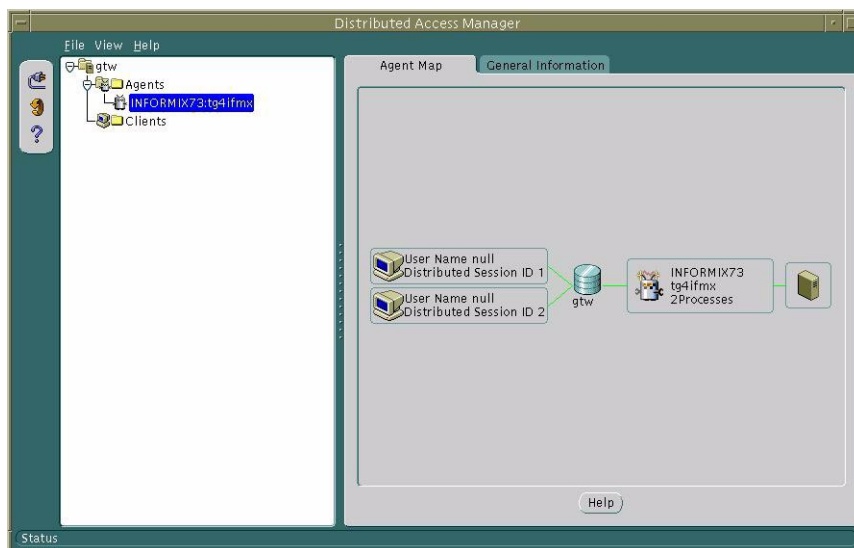 Distributed Access Manager
File View Help
gtw
Agents
INFORMIX73:tg4ifmx
Clients
Agent Map
General Information
User Name null
Distributed Session ID 1
User Name null
Distributed Session ID 2
gtw
INFORMIX73
tg4ifmx
2Processes
Help
Status